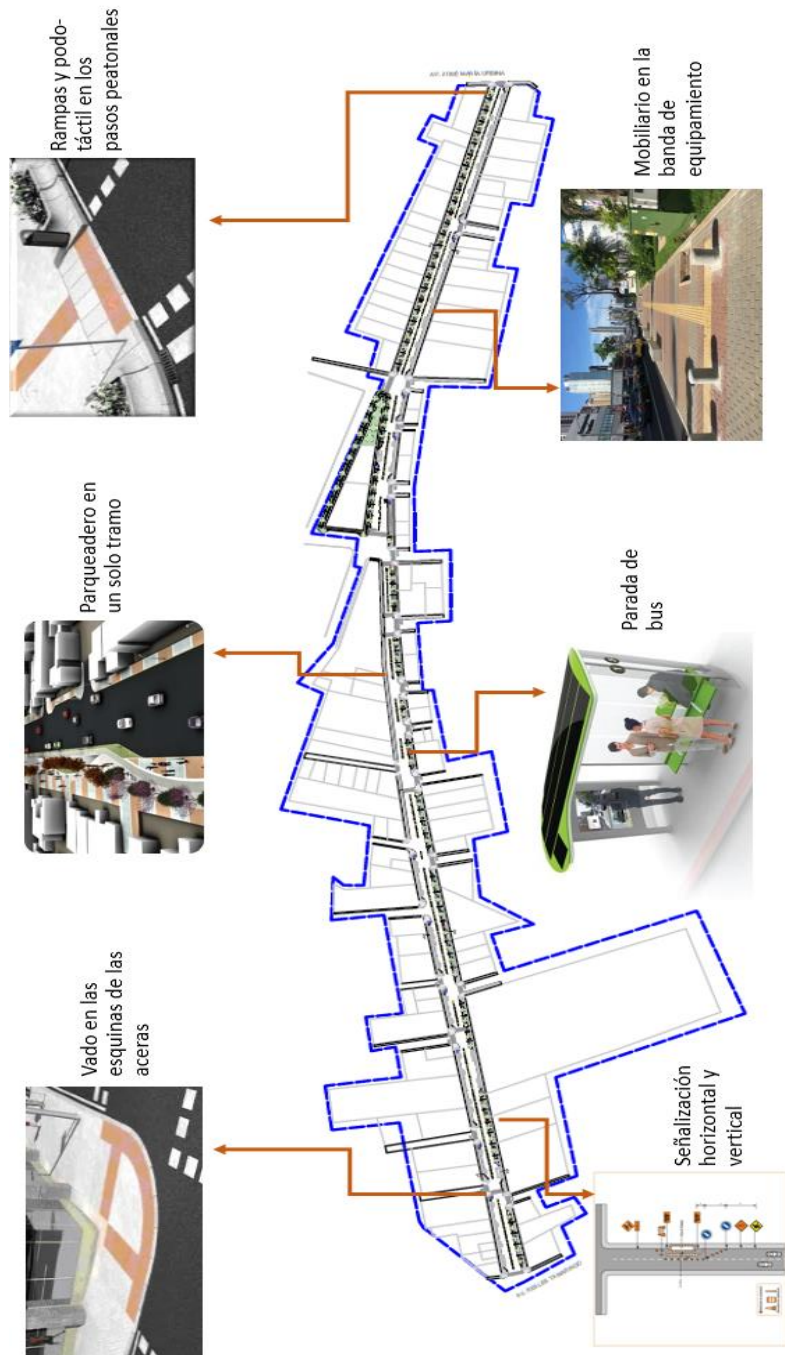 Vado en las
esquinas de las
aceras
Parqueadero en
un solo tramo
Rampas y podo-
táctil en los
pasos peatonales
Señalización
horizontal y
vertical
Parada de
bus
Mobiliario en la
banda de
equipamiento